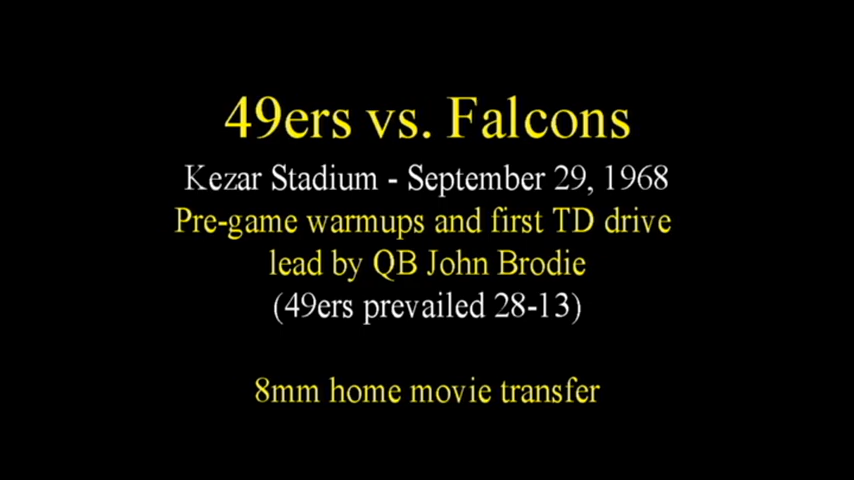 49ers vs. Falcons
Kezar Stadium - September 29, 1968
Pre-game warmups and first TD drive
lead by QB John Brodie
(49ers prevailed 28-13)
8mm home movie transfer